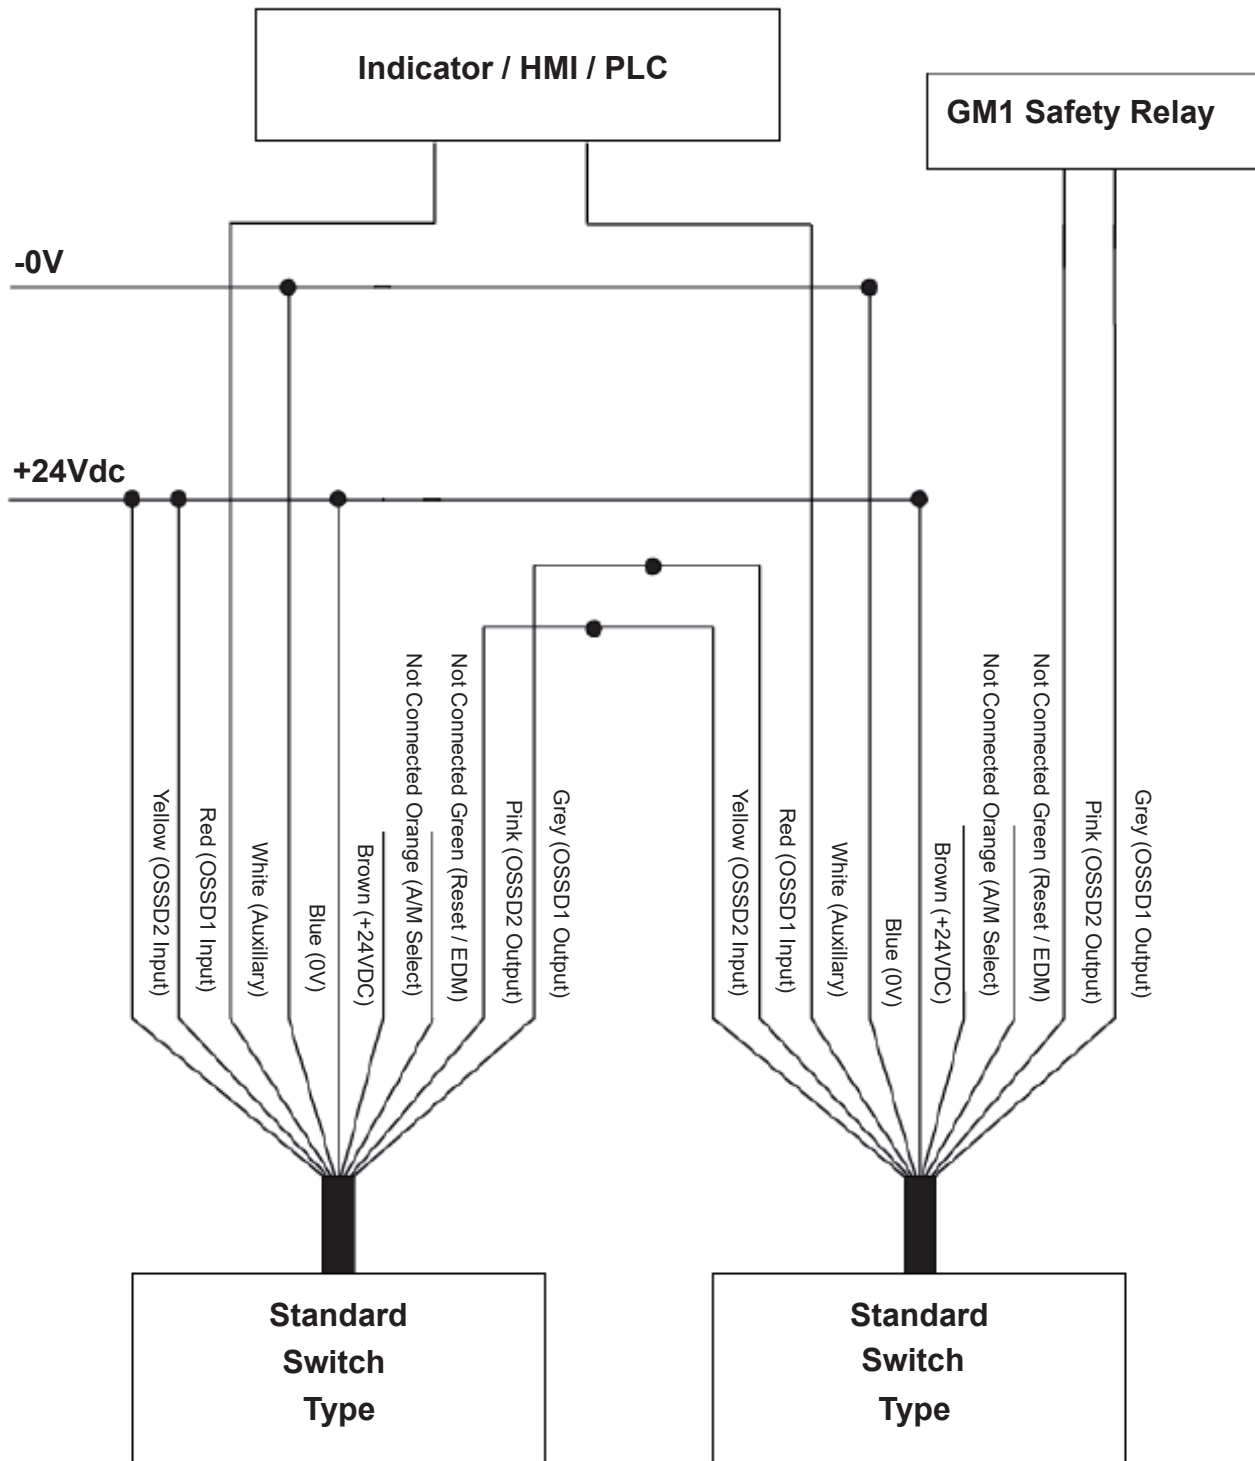 Indicator / HMI / PLC
GM1 Safety Relay
-0V
+24Vdc
Yellow (OSSD2 Input)
Red (OSSD1 Input)
White (Auxillary)
Blue (0V)
Brown (+24VDC)
Not Connected Orange (A/M Select)
Not Connected Green (Reset / EDM)
Pink (OSSD2 Output)
Grey (OSSD1 Output)
Yellow (OSSD2 Input)
Red (OSSD1 Input)
White (Auxillary)
Blue (0V)
Brown (+24VDC)
Not Connected Orange (A/M Select)
Not Connected Green (Reset / EDM)
Pink (OSSD2 Output)
Grey (OSSD1 Output)
Standard
Switch
Type
Standard
Switch
Type